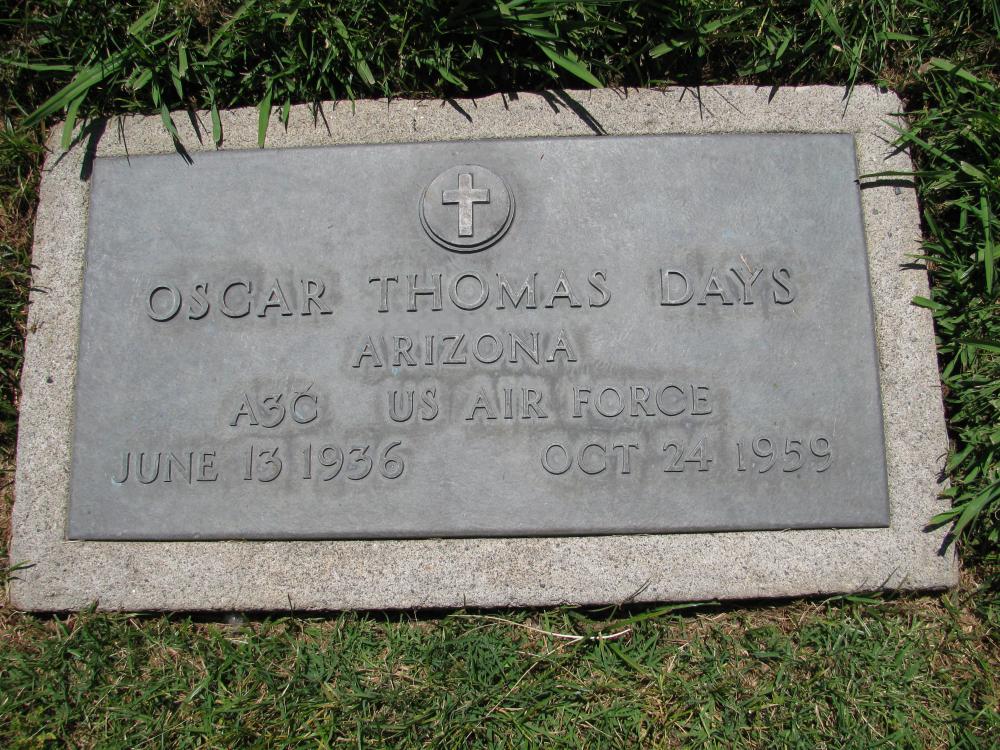 OSCAR THOMAS DAYS
ARIZONA
A3C US AIR FORCE
JUNE 13 1936 OCT 24 1959